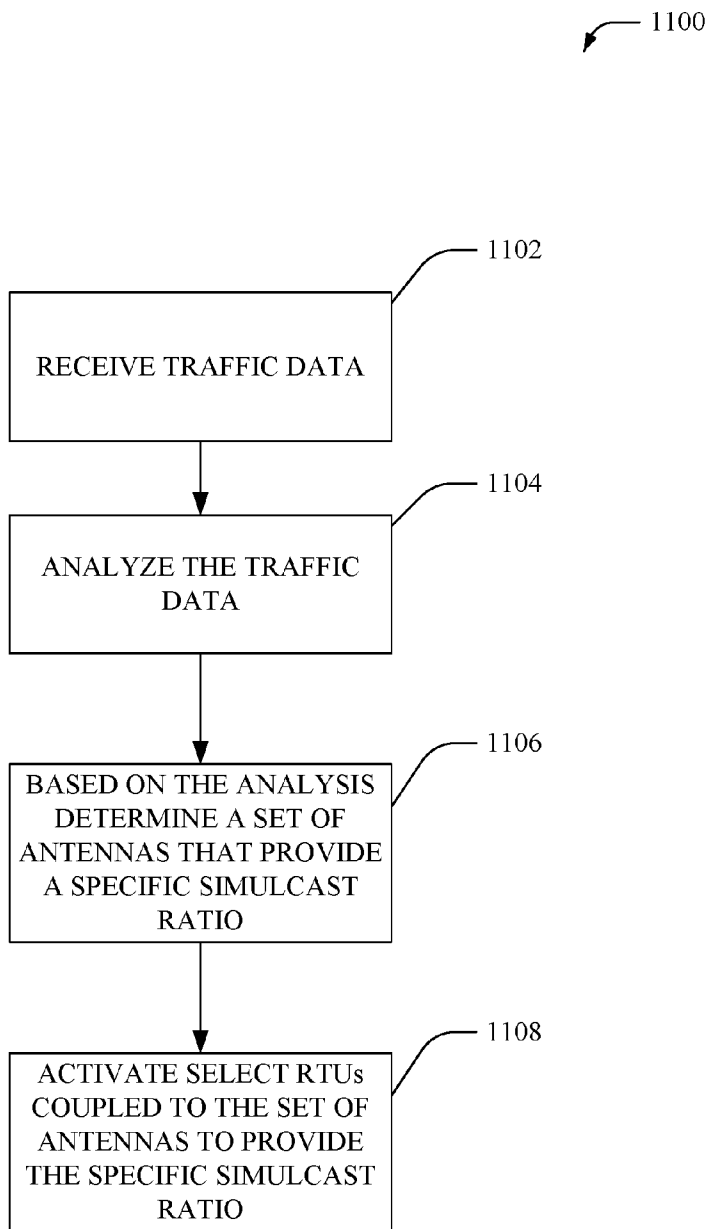 1100
1102
RECEIVE TRAFFIC DATA
1104
ANALYZE THE TRAFFIC
DATA
1106
BASED ON THE ANALYSIS
DETERMINE A SET OF
ANTENNAS THAT PROVIDE
A SPECIFIC SIMULCAST
RATIO
1108
ACTIVATE SELECT RTUs
COUPLED TO THE SET OF
ANTENNAS TO PROVIDE
THE SPECIFIC SIMULCAST
RATIO